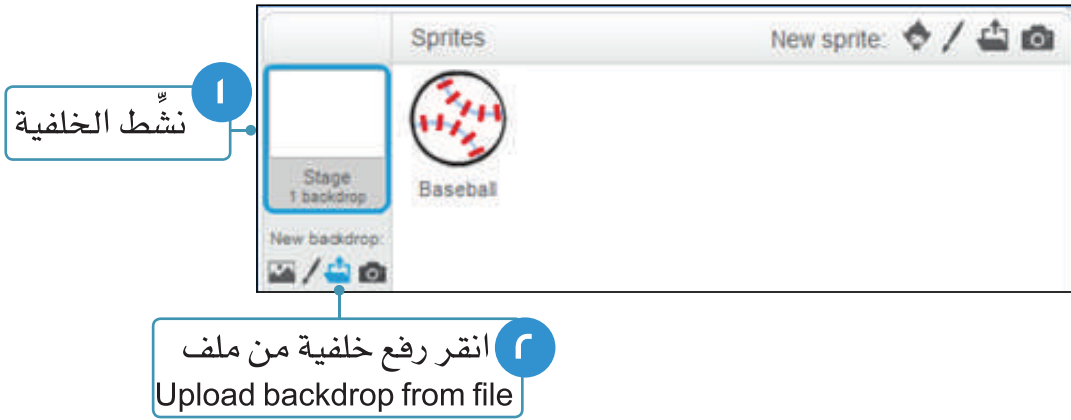 Sprites
New sprite:
١
نشِّط الخلفية
Stage
1 backdrop
Baseball
New backdrop:
٢
انقر رفع خلفية من ملف
Upload backdrop from file